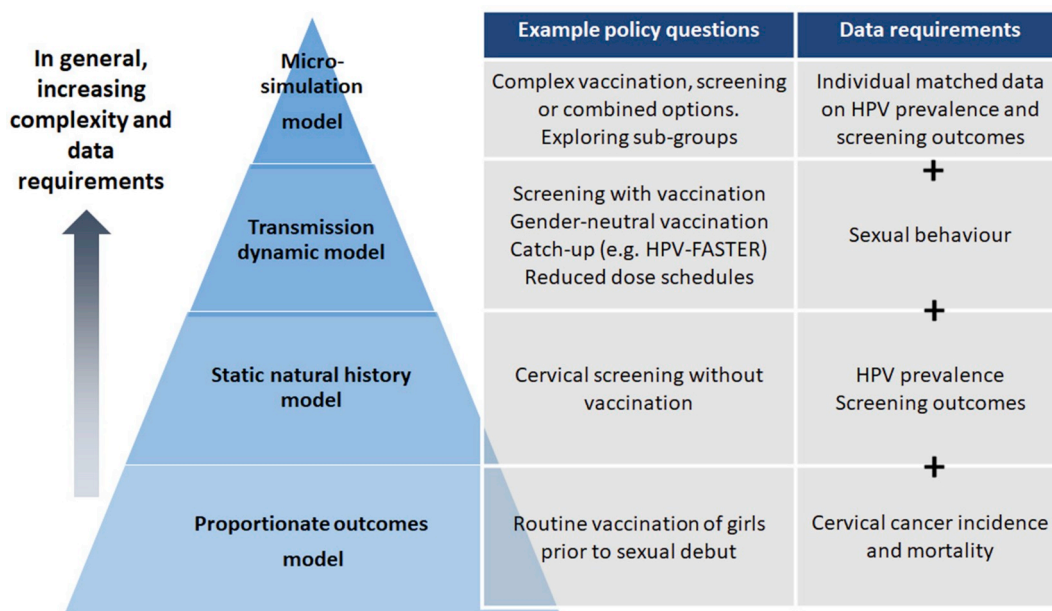 In general,
increasing
complexity and
data
requirements
Micro-
simulation
model
Transmission
dynamic model
Static natural history
model
Proportionate outcomes
model
Example policy questions
Data requirements
Complex vaccination, screening
or combined options.
Exploring sub-groups
Individual matched data
on HPV prevalence and
screening outcomes
+
Screening with vaccination
Gender-neutral vaccination
Catch-up (e.g. HPV-FASTER)
Reduced dose schedules
Sexual behaviour
+
Cervical screening without
vaccination
HPV prevalence
Screening outcomes
+
Routine vaccination of girls
prior to sexual debut
Cervical cancer incidence
and mortality